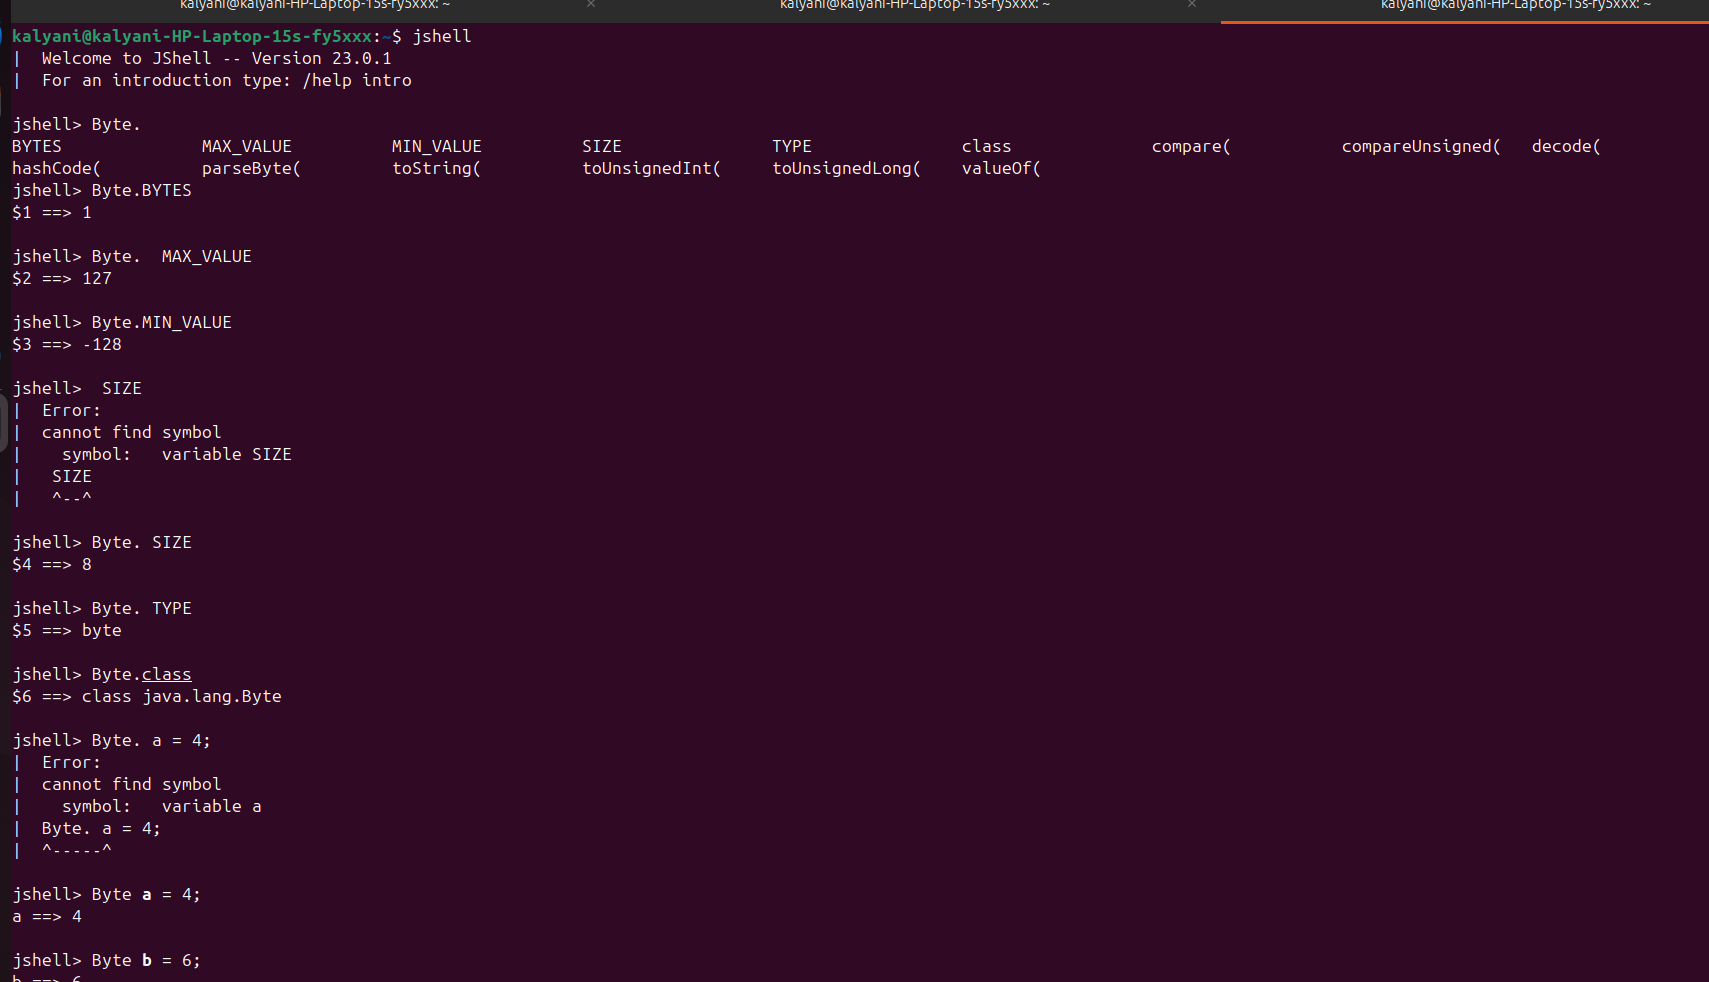 kalyani@kalyani-HP-Laptop-15s-fy5xxx: ~ × kalyani@kalyani-HP-Laptop-15s-fy5xxx: ~ × kalyani@kalyani-HP-Laptop-15s-fy5xxx: ~
kalyani@kalyani-HP-Laptop-15s-fy5xxx:~$ jshell
|  Welcome to JShell -- Version 23.0.1
|  For an introduction type: /help intro
jshell> Byte.
BYTES              MAX_VALUE          MIN_VALUE          SIZE               TYPE               class              compare(           compareUnsigned(   decode(
hashCode(          parseByte(         toString(          toUnsignedInt(     toUnsignedLong(    valueOf(
jshell> Byte.BYTES
$1 ==> 1
jshell> Byte.  MAX_VALUE
$2 ==> 127
jshell> Byte.MIN_VALUE
$3 ==> -128
jshell>  SIZE
|  Error:
|  cannot find symbol
|    symbol:   variable SIZE
|   SIZE
|   ^--^
jshell> Byte. SIZE
$4 ==> 8
jshell> Byte. TYPE
$5 ==> byte
jshell> Byte.class
$6 ==> class java.lang.Byte
jshell> Byte. a = 4;
|  Error:
|  cannot find symbol
|    symbol:   variable a
|  Byte. a = 4;
|  ^-----^
jshell> Byte a = 4;
a ==> 4
jshell> Byte b = 6;
b ==> 6